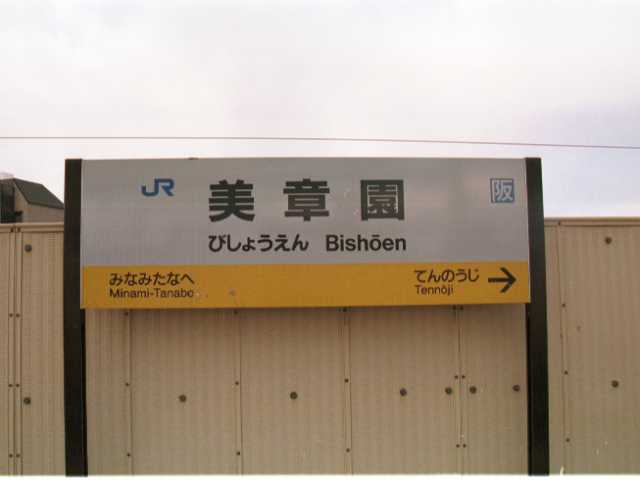 JR 美章園 阪
びしょうえん Bishōen
みなみたなべ てんのうじ →
Minami-Tanabe Tennōji